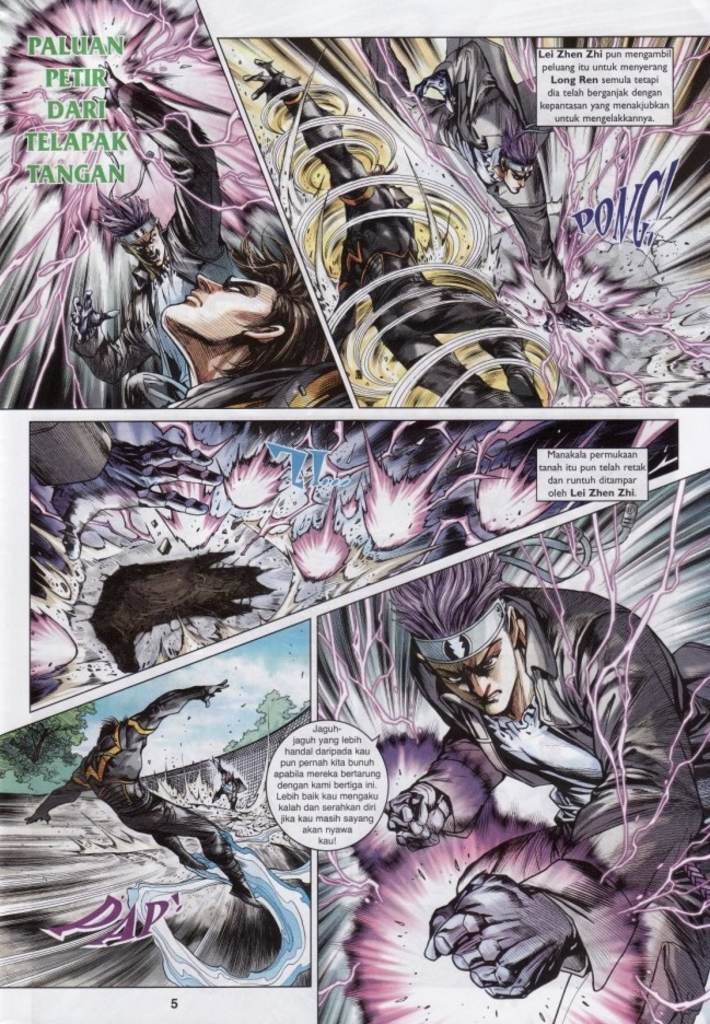 PALUAN
PETIR
DARI
TELAPAK
TANGAN
Lei Zhen Zhi pun mengambil
peluang itu untuk menyerang
Long Ren semula tetapi
dia telah berganjak dengan
kepantasan yang menakjubkan
untuk mengelakkannya.
PONG!
Manakala permukaan
tanah itu pun telah retak
dan runtuh ditampar
oleh Lei Zhen Zhi.
ZI...
Jaguh-
jaguh yang lebih
handal daripada kau
pun pernah kita bunuh
apabila mereka bertarung
dengan kembar bertiga ini.
Lebih baik kau mengaku
kalah dan serahkan diri
jika kau masih sayang
akan nyawa
kau!
PAP!
5